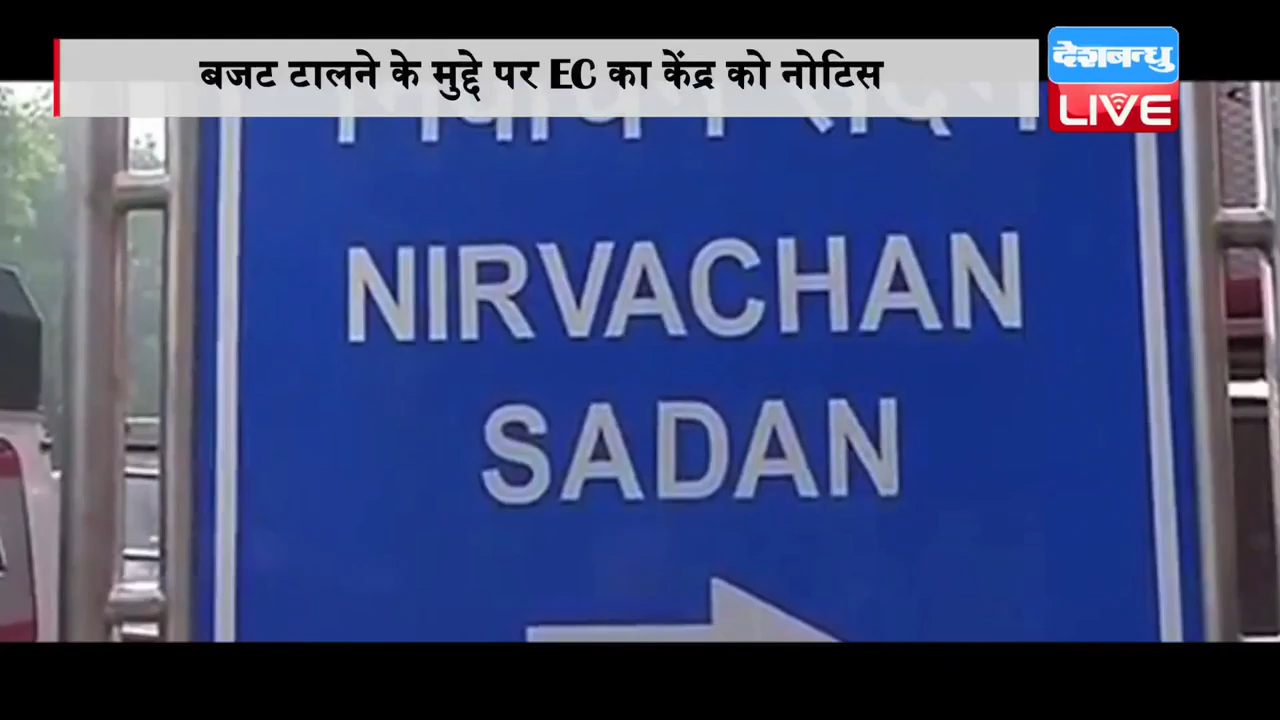 बजट टालने के मुद्दे पर EC का केंद्र को नोटिस
देशबन्धु
LIVE
NIRVACHAN
SADAN